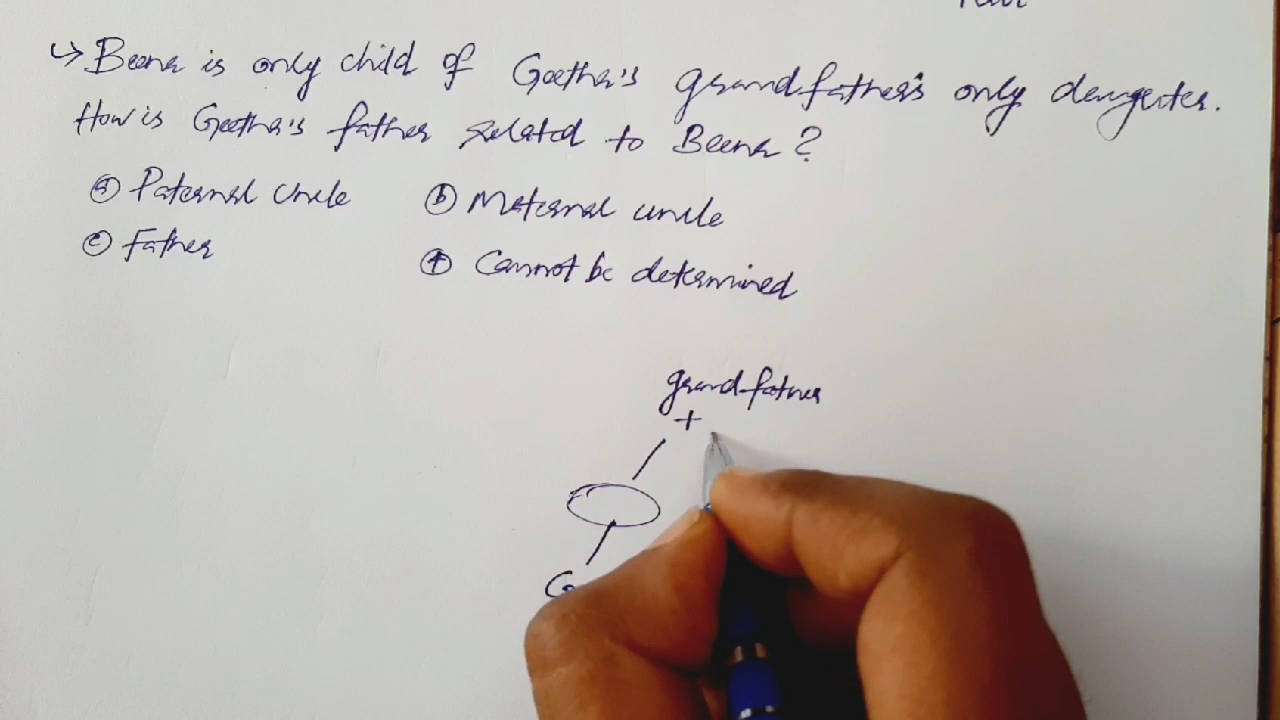 ↳ Beena is only child of Geetha's grandfather's only daugter.
How is Geetha's father related to Beena?
ⓐ Paternal uncle ⓑ Maternal uncle
ⓒ Father ⓓ Cannot be determined
grandfather
+